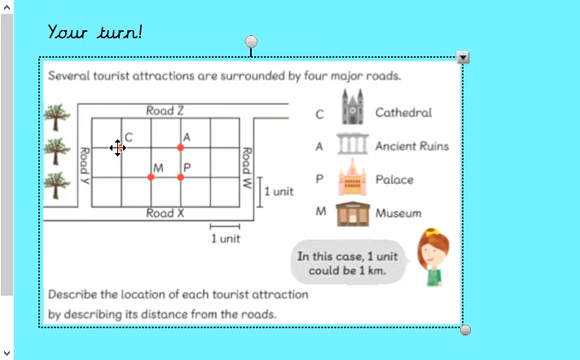 Your turn!
Several tourist attractions are surrounded by four major roads.
Road Z
C
A
Road Y
M
P
Road W
Road X
1 unit
1 unit
C Cathedral
A Ancient Ruins
P Palace
M Museum
In this case, 1 unit
could be 1 km.
Describe the location of each tourist attraction
by describing its distance from the roads.